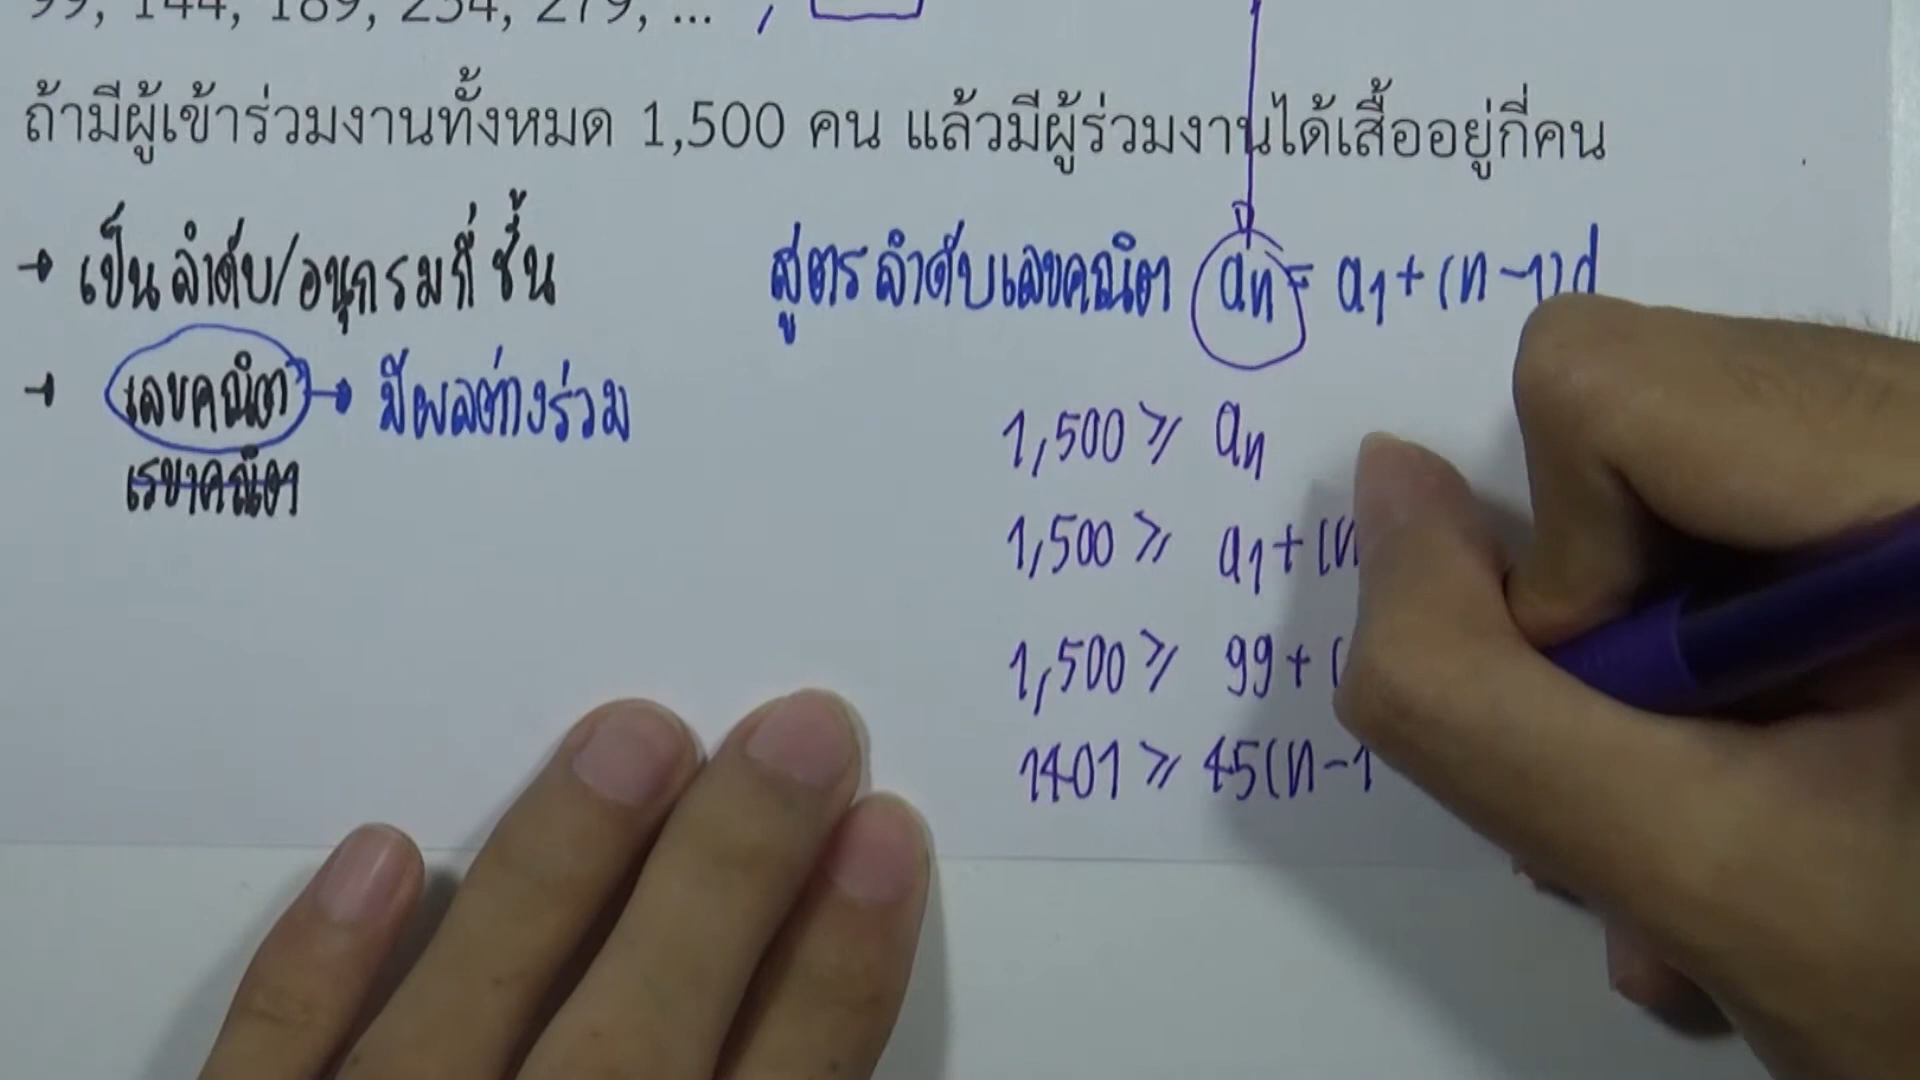 99, 144, 189, 234, 279, ... ,
ถ้ามีผู้เข้าร่วมงานทั้งหมด 1,500 คน แล้วมีผู้ร่วมงานได้เสื้ออยู่กี่คน
→ เป็นลำดับ/อนุกรมกี่ ชั้น
สูตรลำดับเลขคณิต an = a1 + (n-1)d
→ เลขคณิต → มีผลต่างร่วม
เรขาคณิต
1,500 ≥ an
1,500 ≥ a1 + (n
1,500 ≥ 99 + (
1401 ≥ 45(n-1